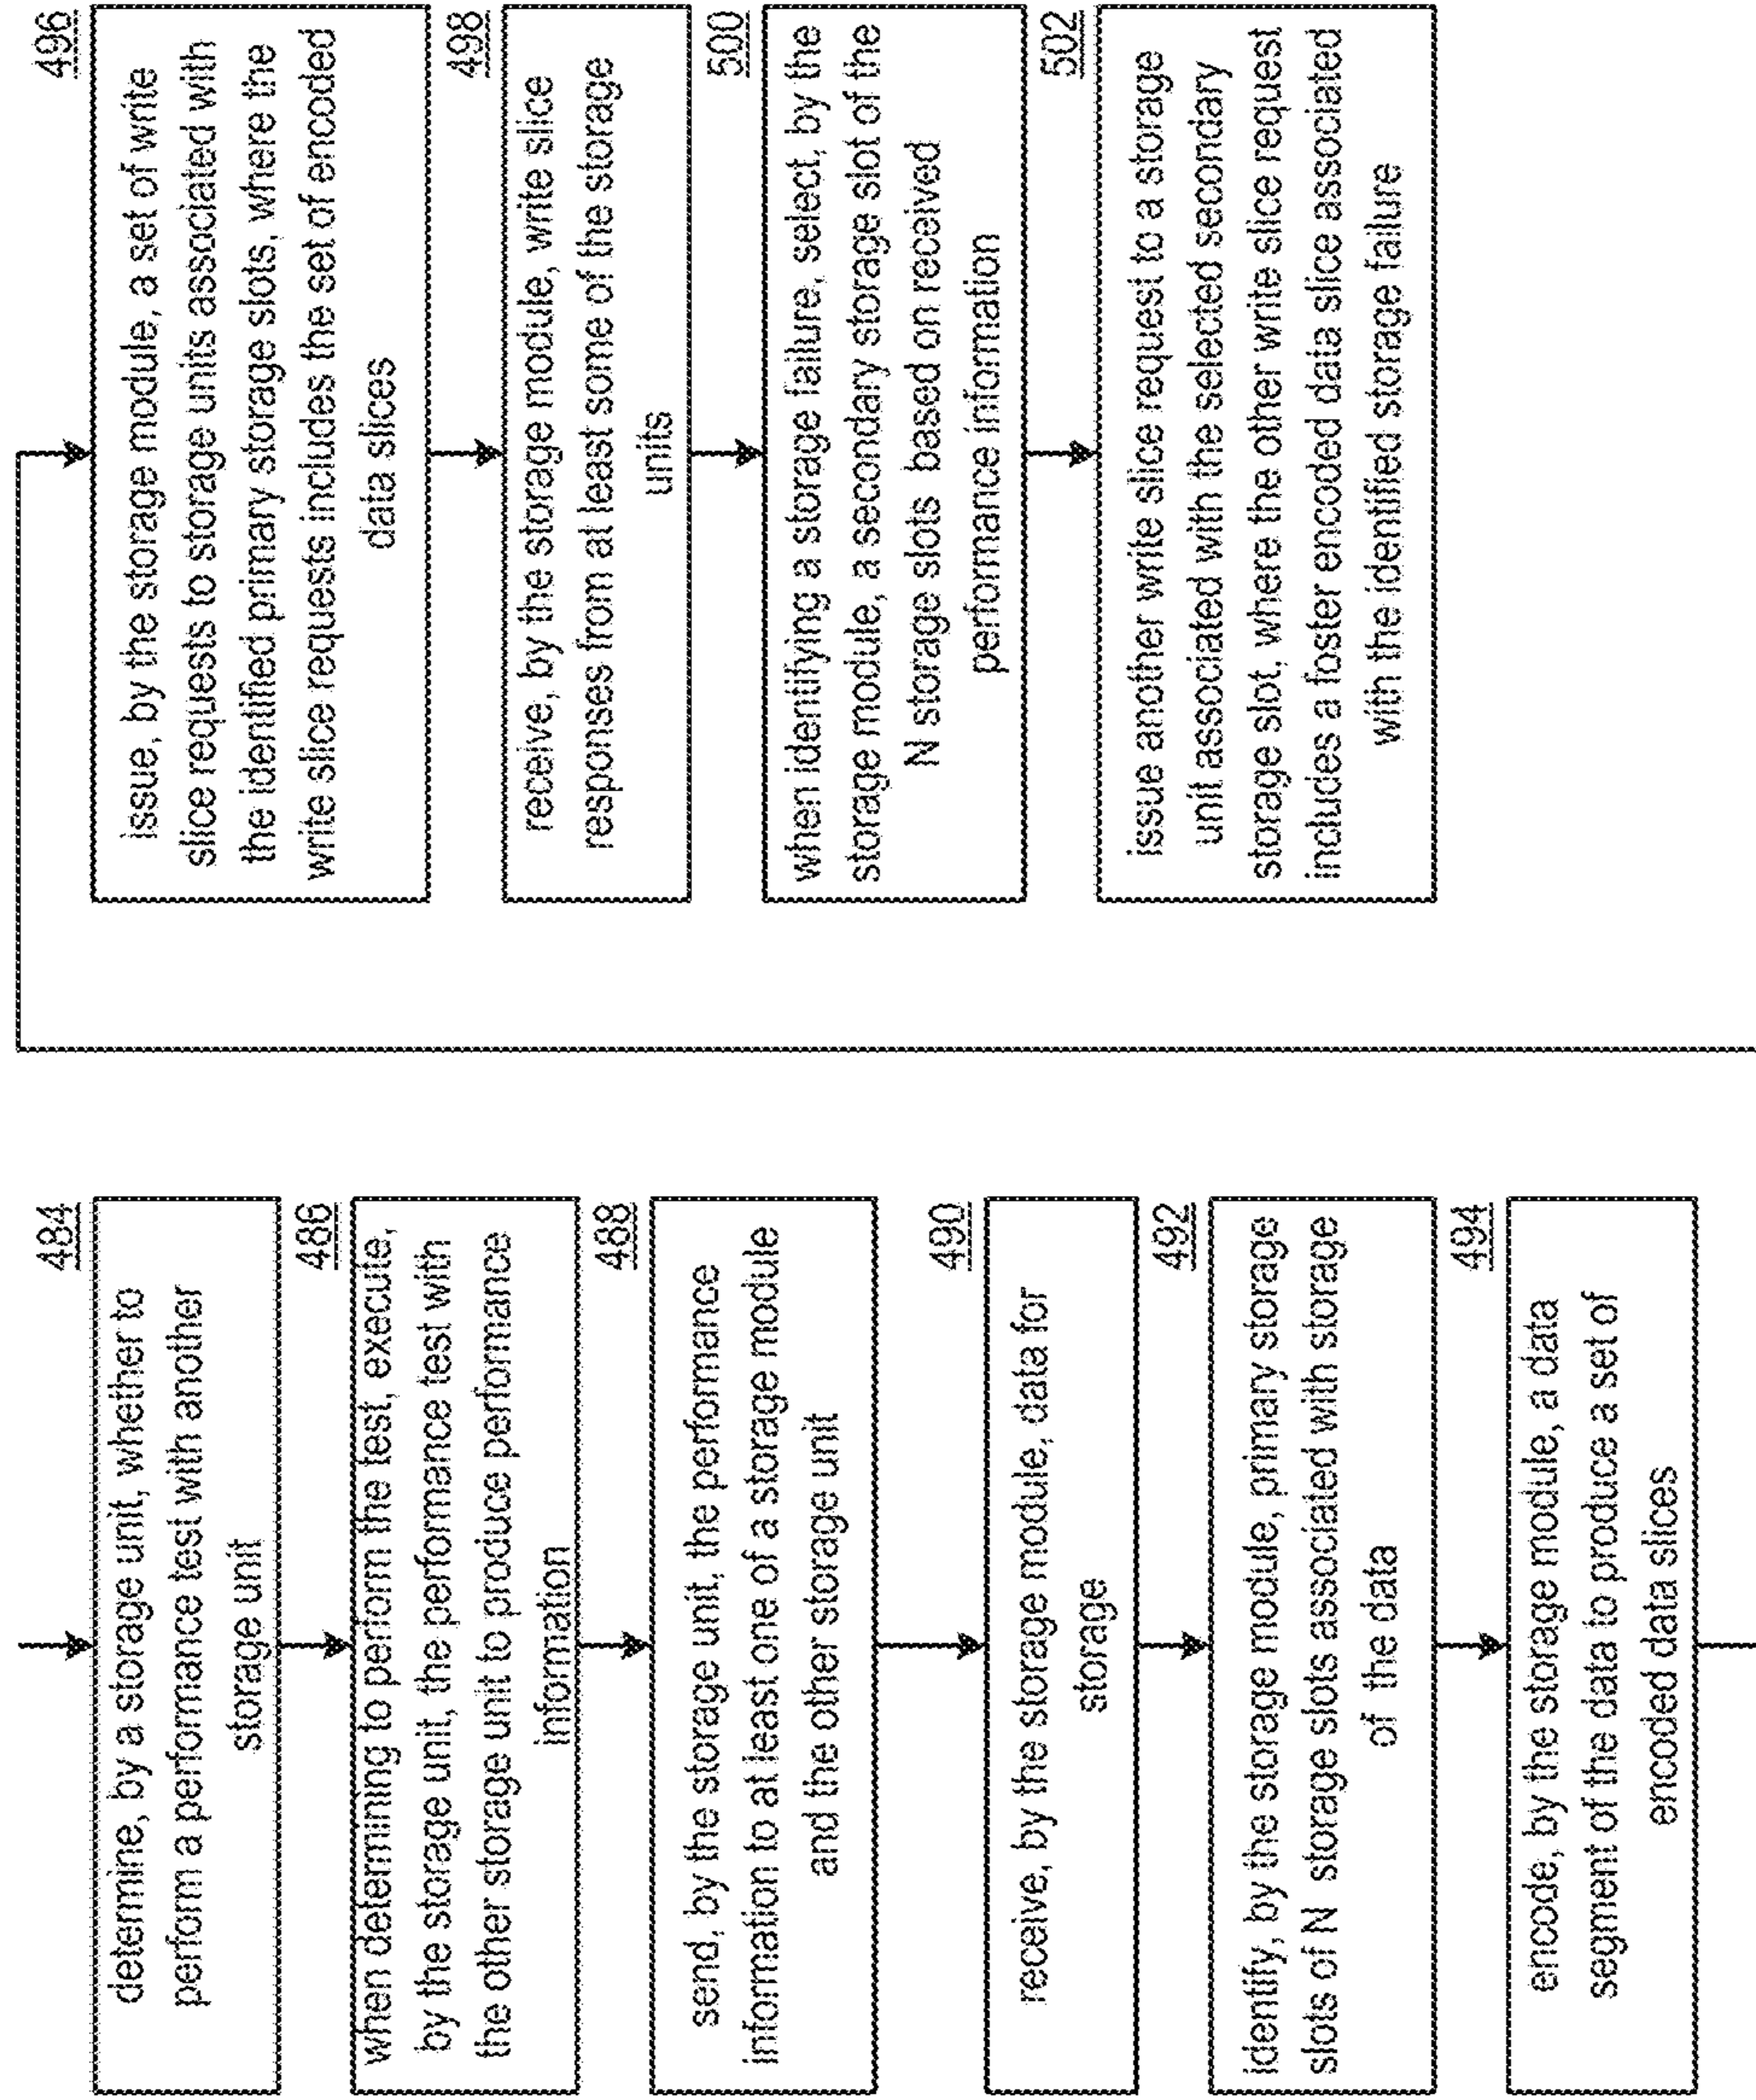 484
determine, by a storage unit, whether to
perform a performance test with another
storage unit
486
when determining to perform the test, execute,
by the storage unit, the performance test with
the other storage unit to produce performance
information
488
send, by the storage unit, the performance
information to at least one of a storage module
and the other storage unit
490
receive, by the storage module, data for
storage
492
identify, by the storage module, primary storage
slots of N storage slots associated with storage
of the data
494
encode, by the storage module, a data
segment of the data to produce a set of
encoded data slices
496
issue, by the storage module, a set of write
slice requests to storage units associated with
the identified primary storage slots, where the
write slice requests includes the set of encoded
data slices
498
receive, by the storage module, write slice
responses from at least some of the storage
units
500
when identifying a storage failure, select, by the
storage module, a secondary storage slot of the
N storage slots based on received
performance information
502
issue another write slice request to a storage
unit associated with the selected secondary
storage slot, where the other write slice request
includes a foster encoded data slice associated
with the identified storage failure